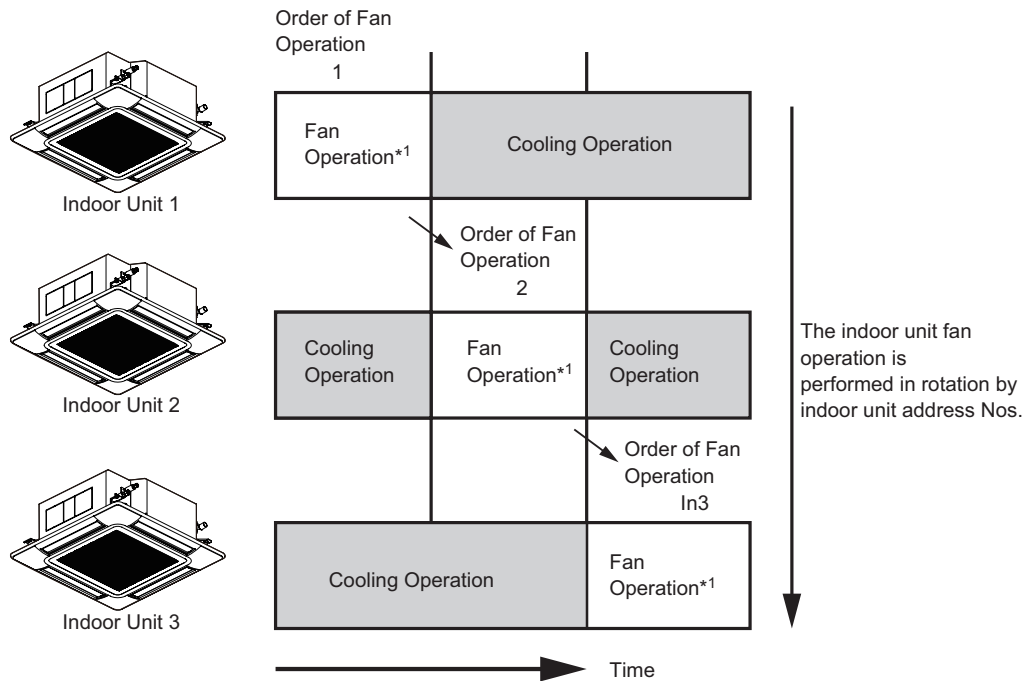 Order of Fan
Operation
1
Fan
Operation*1
Cooling Operation
Indoor Unit 1
Order of Fan
Operation
2
Cooling
Operation
Fan
Operation*1
Cooling
Operation
Indoor Unit 2
The indoor unit fan
operation is
performed in rotation by
indoor unit address Nos.
Order of Fan
Operation
In3
Cooling Operation
Fan
Operation*1
Indoor Unit 3
Time